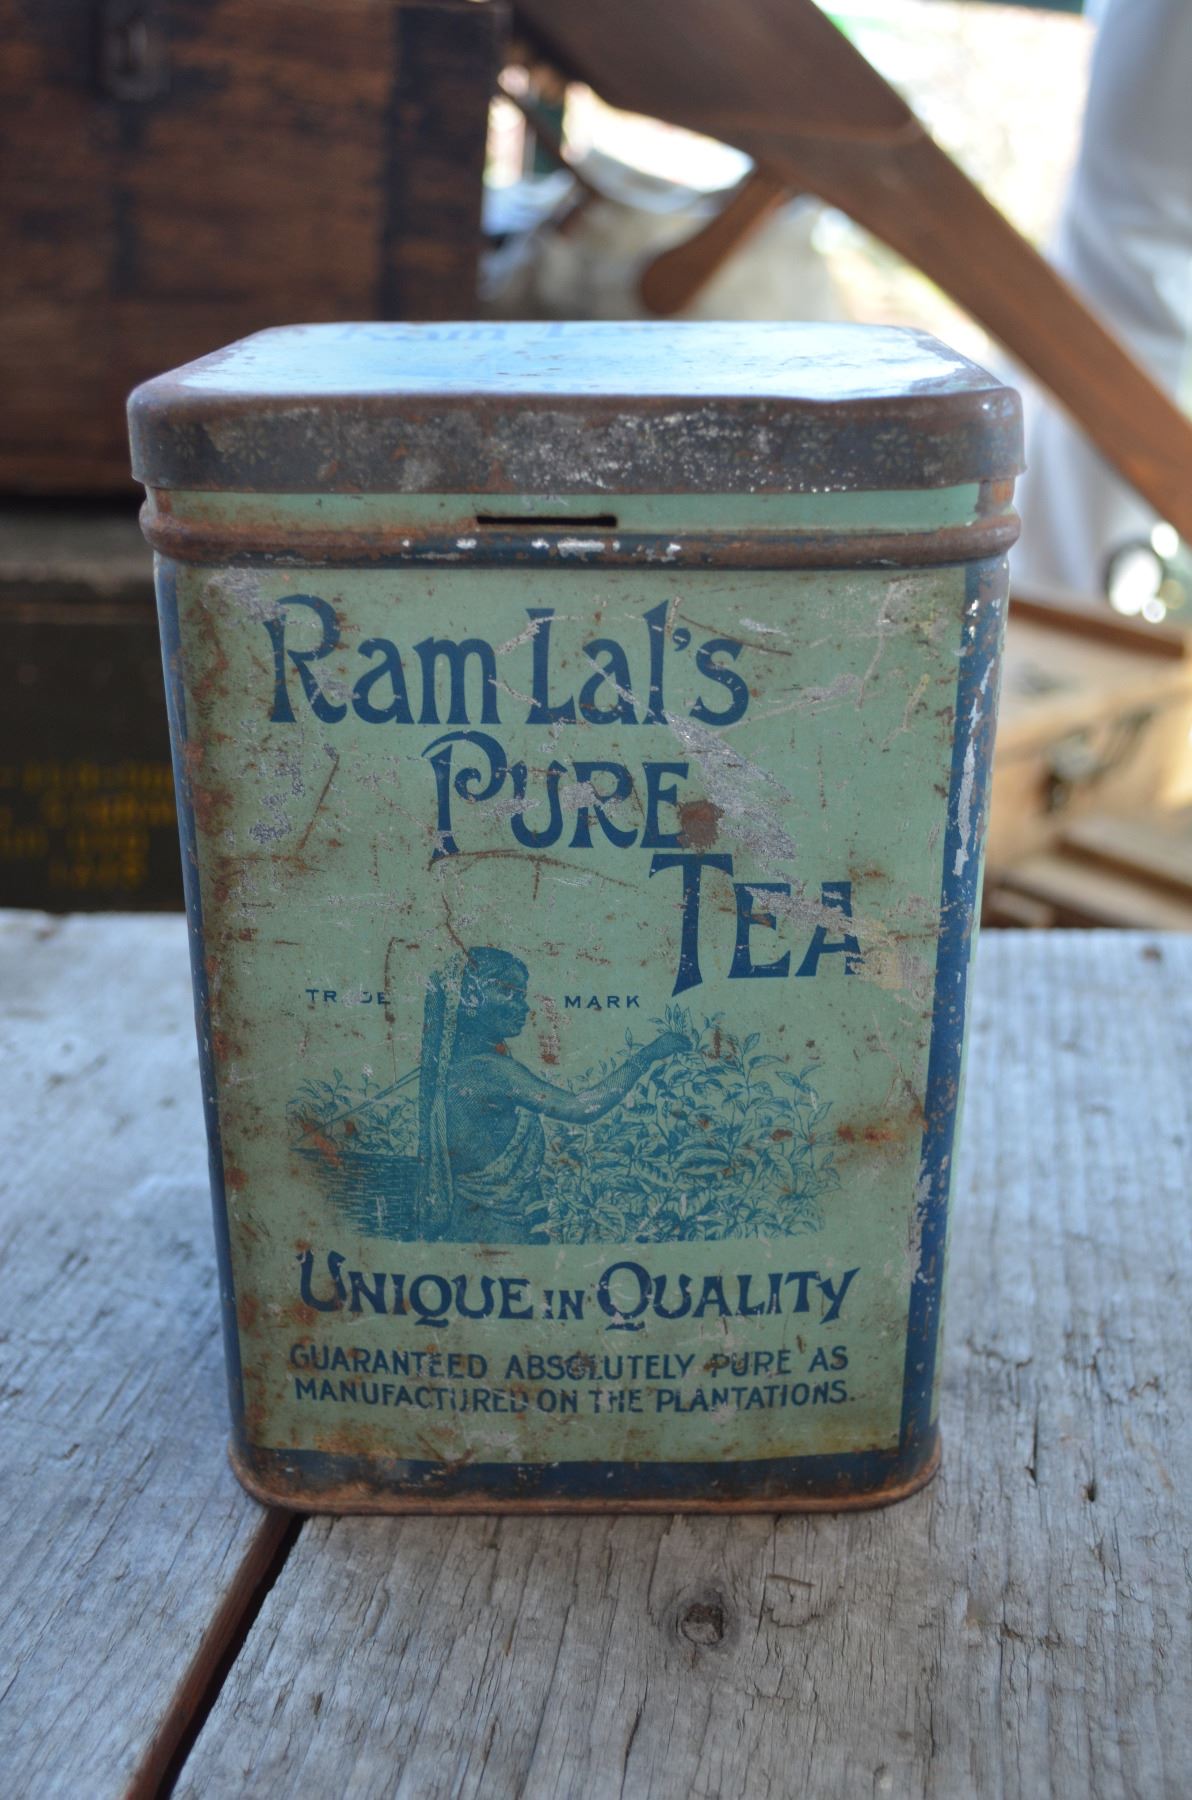 Ram Lal's
PURE
TEA
TRADE MARK
UNIQUE IN QUALITY
GUARANTEED ABSOLUTELY PURE AS
MANUFACTURED ON THE PLANTATIONS.